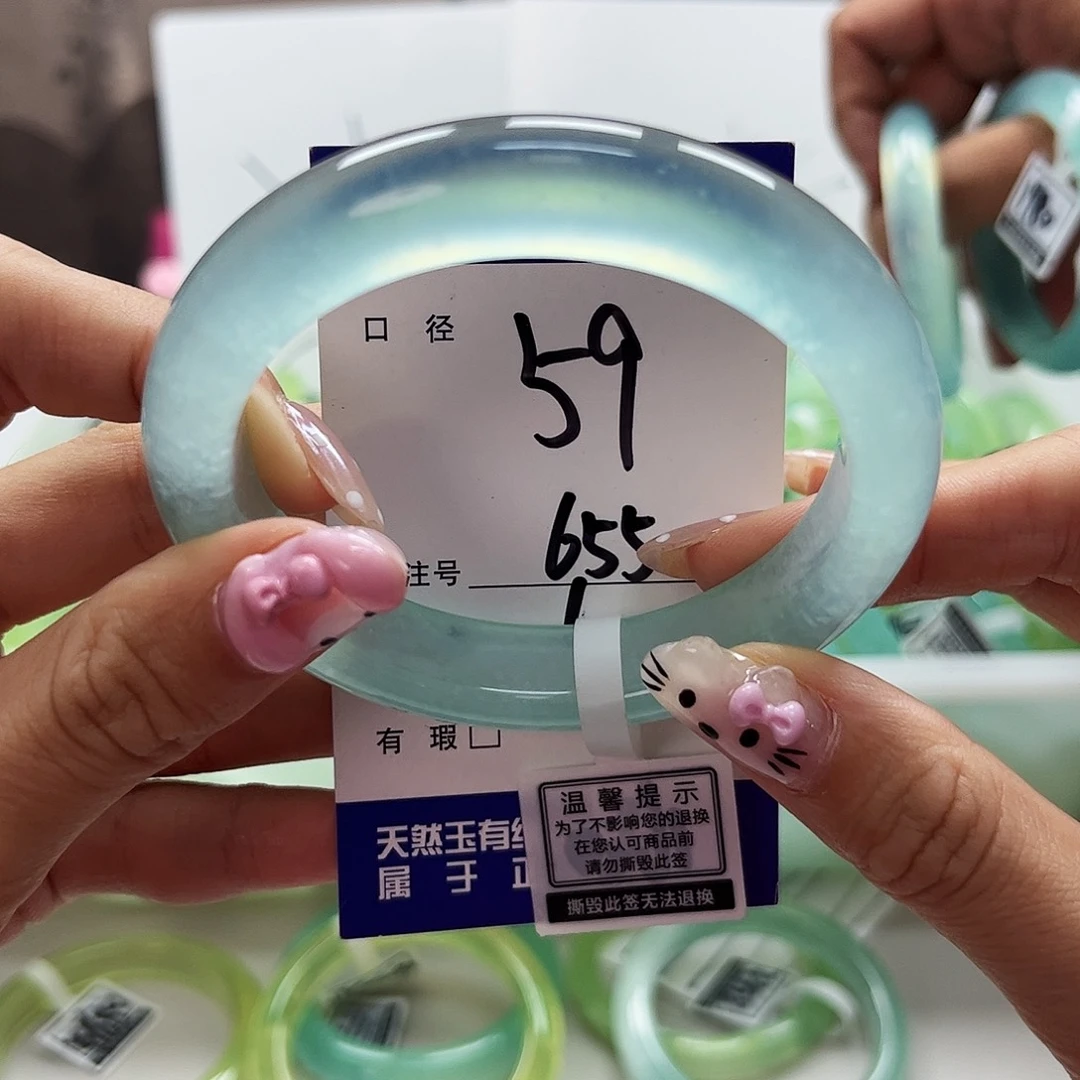 口 径
59
655
注号
有 瑕 □
天然玉有
属 于
温馨提示
为了不影响您的退换
在您认可商品前
请勿撕毁此签
撕毁此签无法退换